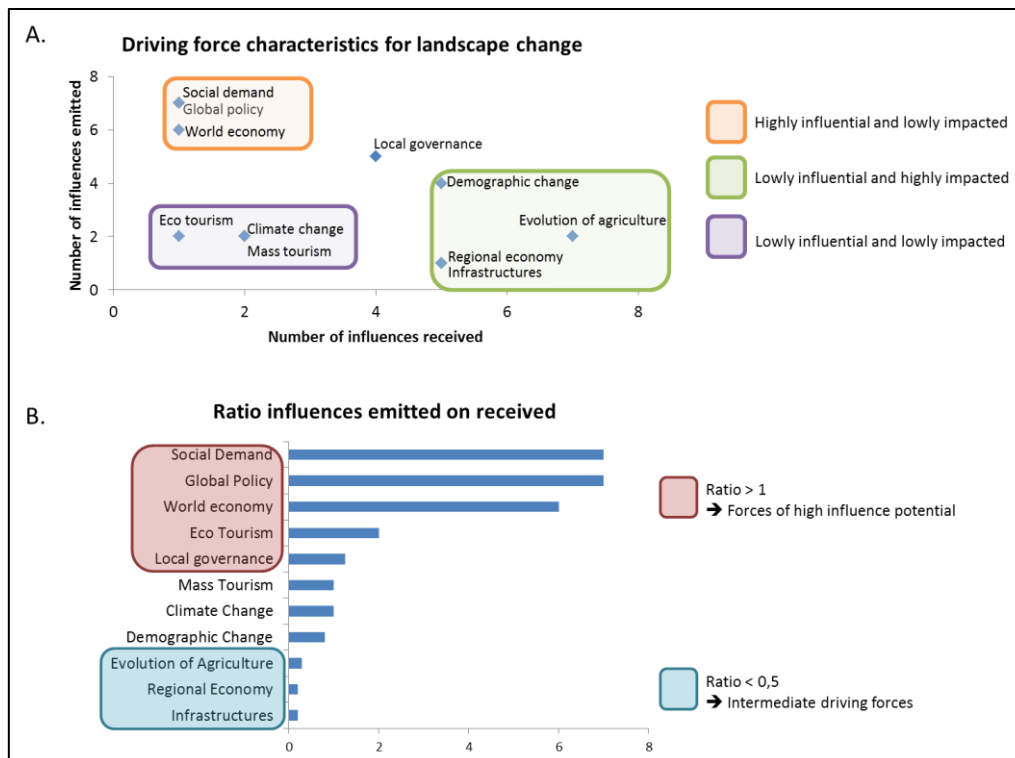 A.
Driving force characteristics for landscape change
Number of influences emitted
8
6
4
2
0
Social demand
Global policy
World economy
Local governance
Demographic change
Eco tourism
Climate change
Mass tourism
Evolution of agriculture
Regional economy
Infrastructures
0 2 4 6 8
Number of influences received
Highly influential and lowly impacted
Lowly influential and highly impacted
Lowly influential and lowly impacted
B.
Ratio influences emitted on received
Social Demand
Global Policy
World economy
Eco Tourism
Local governance
Mass Tourism
Climate Change
Demographic Change
Evolution of Agriculture
Regional Economy
Infrastructures
0 2 4 6 8
Ratio > 1
➔ Forces of high influence potential
Ratio < 0,5
➔ Intermediate driving forces